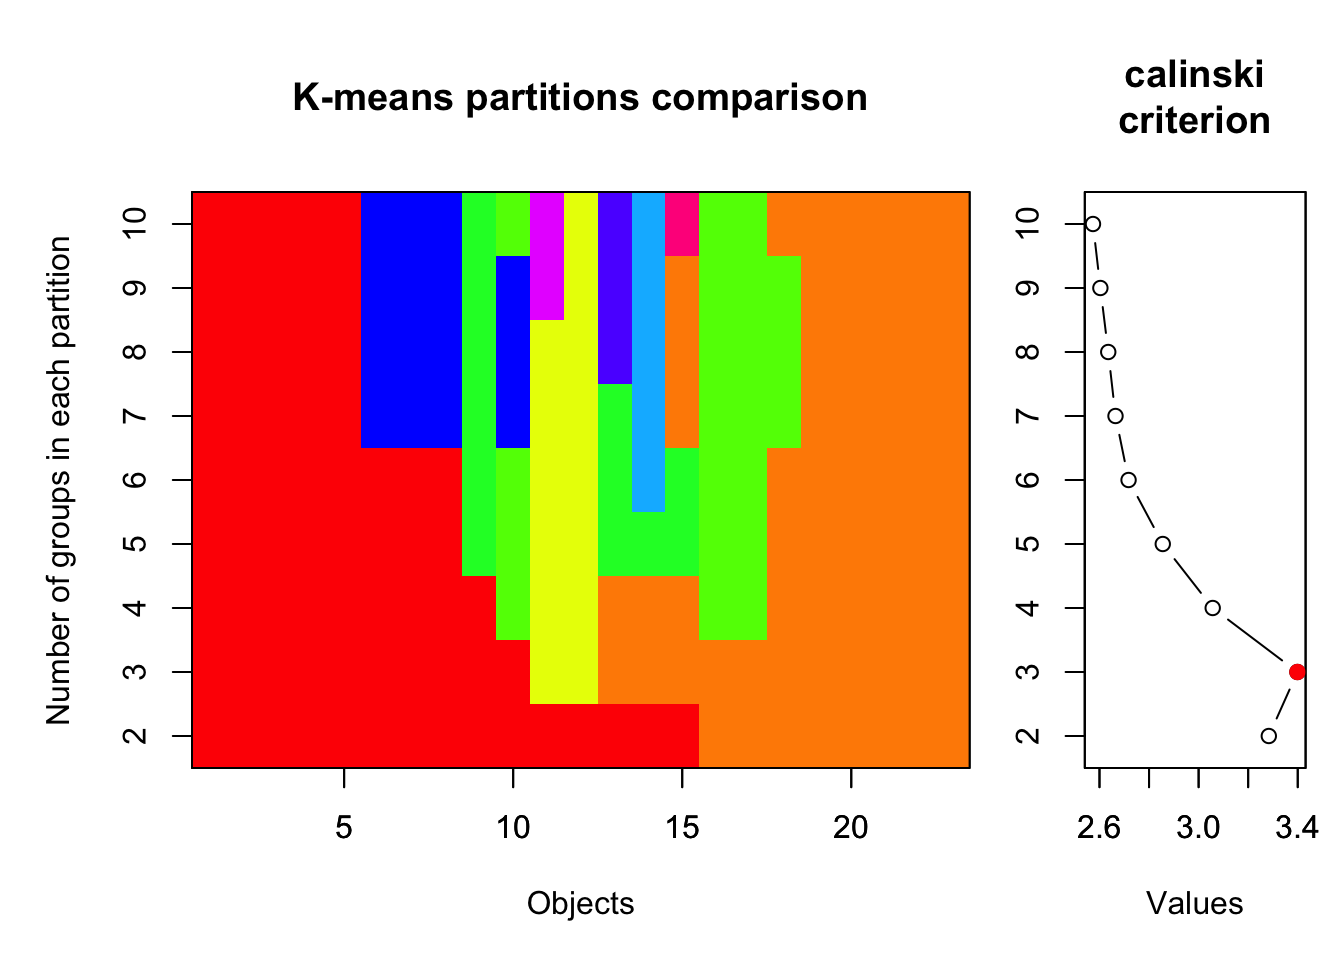 K-means partitions comparison
calinski
criterion
Number of groups in each partition
10
9
8
7
6
5
4
3
2
5 10 15 20
Objects
10
9
8
7
6
5
4
3
2
2.6 3.0 3.4
Values